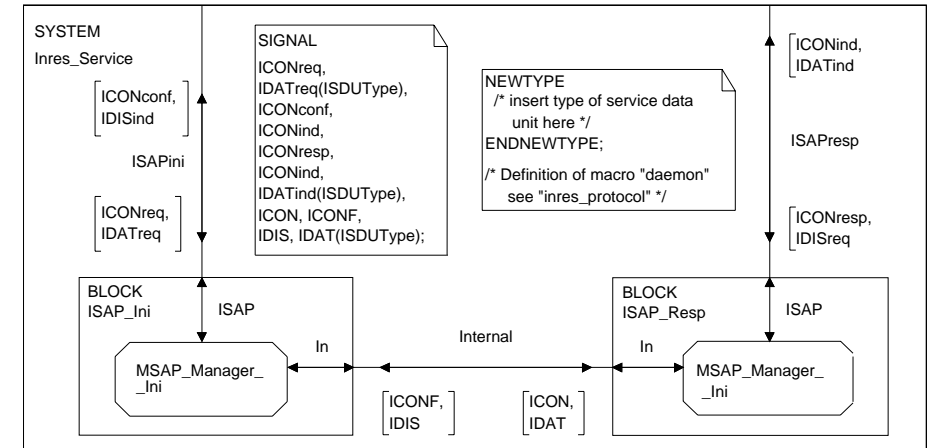 SYSTEM
Inres_Service
ICONconf,
IDISind
ISAPini
ICONreq,
IDATreq
SIGNAL
ICONreq,
IDATreq(ISDUType),
ICONconf,
ICONind,
ICONresp,
ICONind,
IDATind(ISDUType),
ICON, ICONF,
IDIS, IDAT(ISDUType);
NEWTYPE
/* insert type of service data
unit here */
ENDNEWTYPE;
/* Definition of macro "daemon"
see "inres_protocol" */
ICONind,
IDATind
ISAPresp
ICONresp,
IDISreq
BLOCK
ISAP_Ini
ISAP
MSAP_Manager_
_Ini
In
Internal
ICONF,
IDIS
ICON,
IDAT
BLOCK
ISAP_Resp
ISAP
In
MSAP_Manager_
_Ini